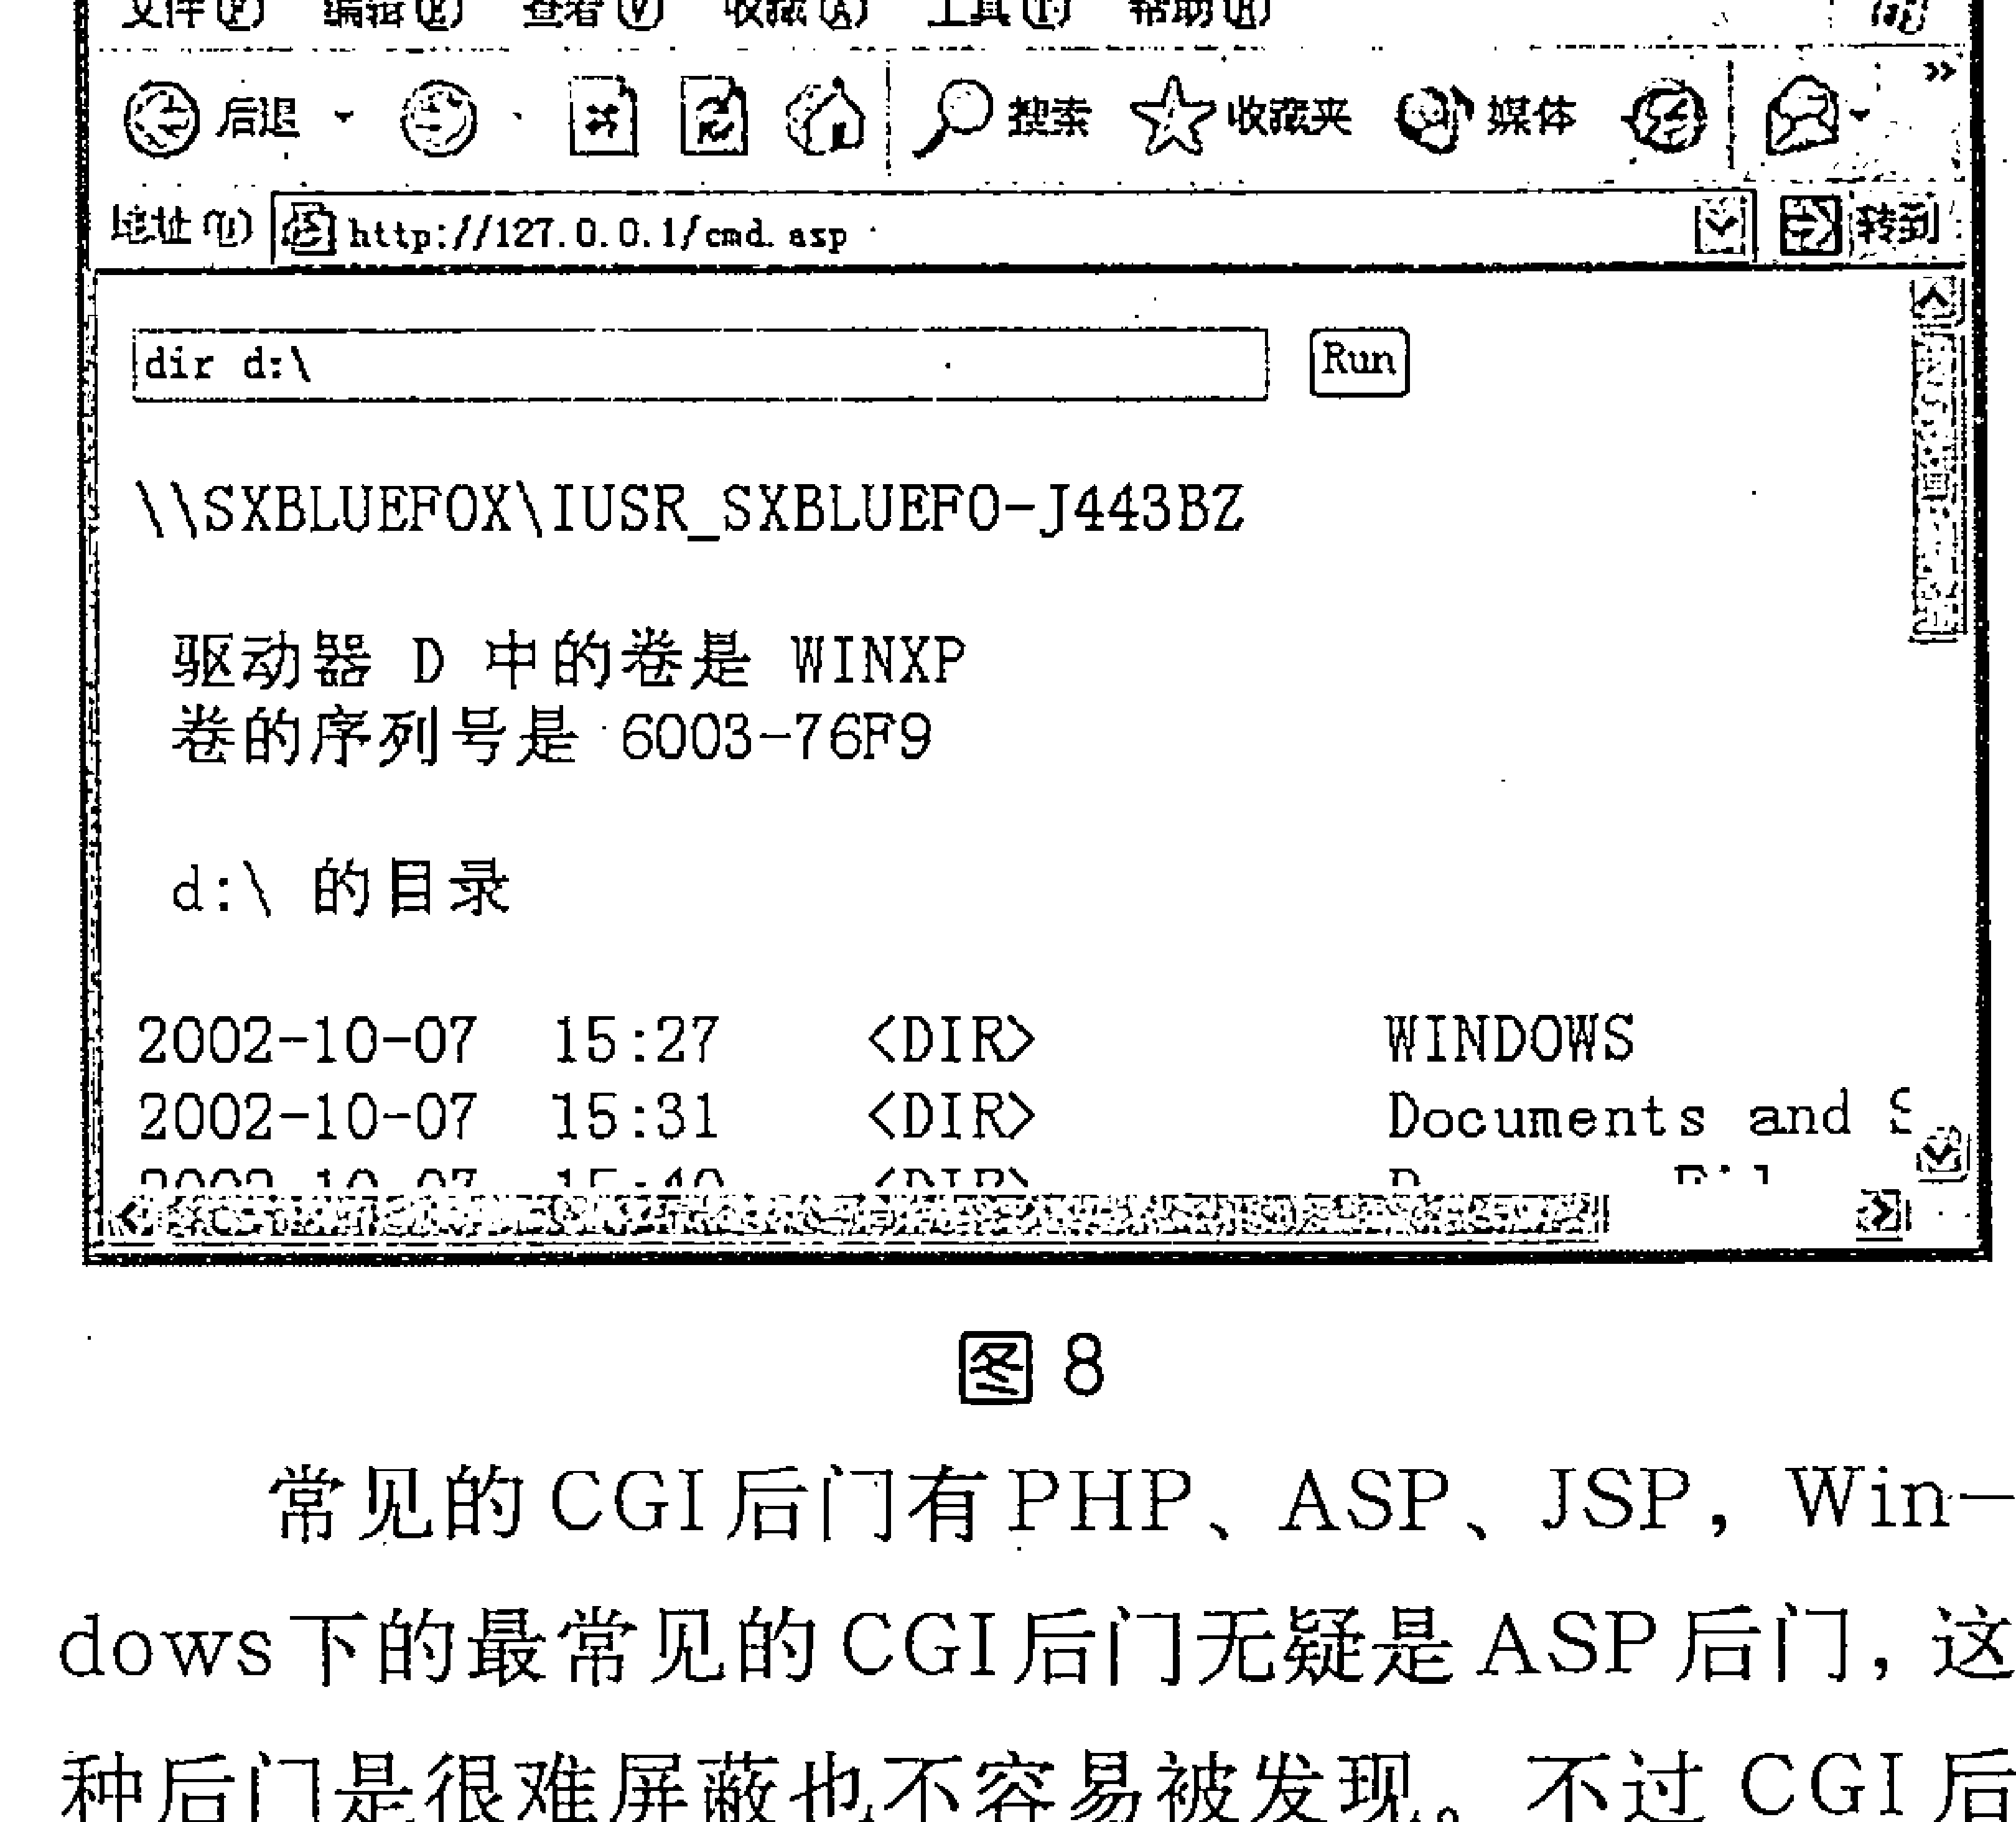 文件(F) 编辑(E) 查看(V) 收藏(A) 工具(T) 帮助(H)
后退 搜索 收藏夹 媒体 »
地址(D) http://127.0.0.1/cmd.asp 转到
dir d:\ Run
\\SXBLUEFOX\IUSR_SXBLUEFO-J443BZ
驱动器 D 中的卷是 WINXP
卷的序列号是 6003-76F9
d:\ 的目录
2002-10-07 15:27 <DIR> WINDOWS
2002-10-07 15:31 <DIR> Documents and S
图 8
常见的CGI后门有PHP、ASP、JSP，Win-
dows下的最常见的CGI后门无疑是ASP后门，这
种后门是很难屏蔽也不容易被发现。不过CGI后